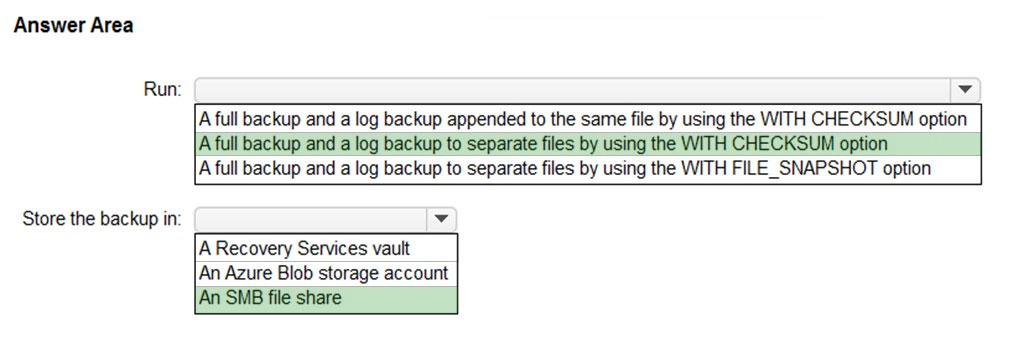 Answer Area
Run:
A full backup and a log backup appended to the same file by using the WITH CHECKSUM option
A full backup and a log backup to separate files by using the WITH CHECKSUM option
A full backup and a log backup to separate files by using the WITH FILE_SNAPSHOT option
Store the backup in:
A Recovery Services vault
An Azure Blob storage account
An SMB file share